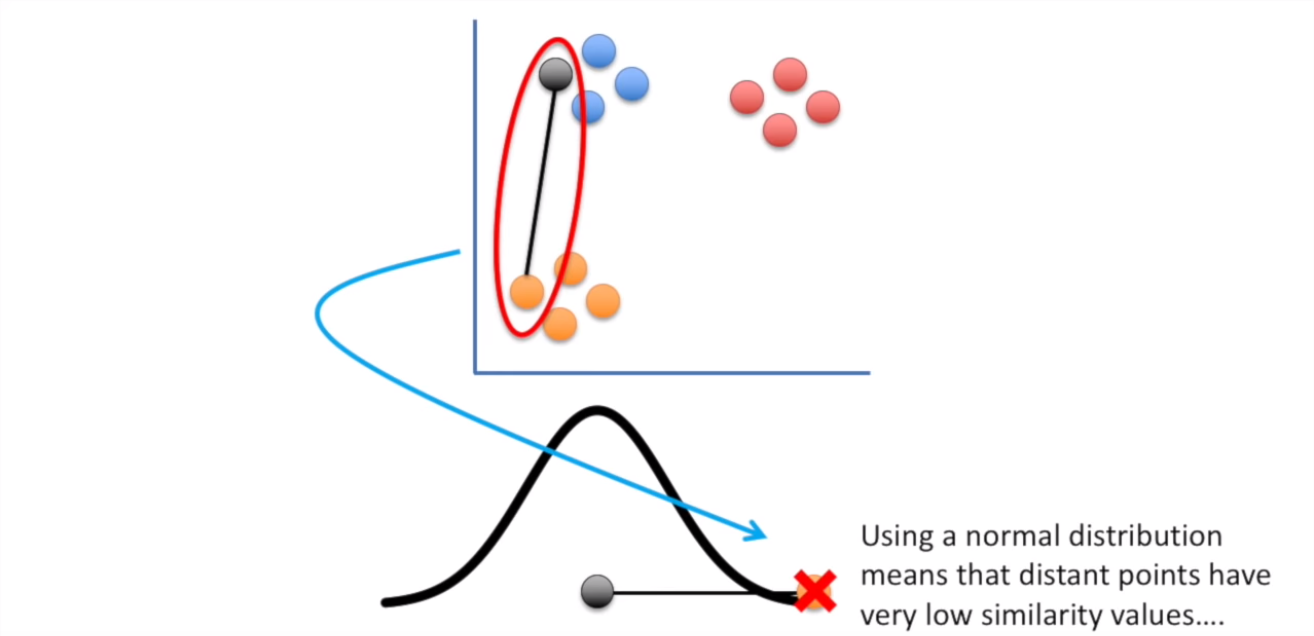 Using a normal distribution
means that distant points have
very low similarity values....